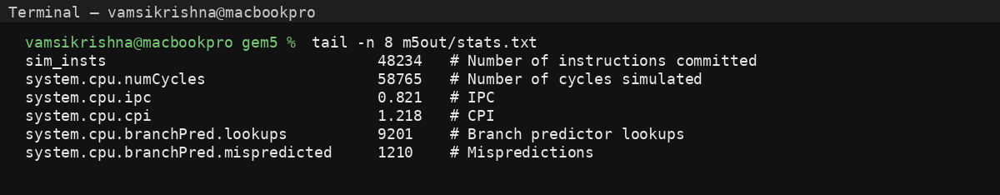 Terminal — vamsikrishna@macbookpro
vamsikrishna@macbookpro gem5 % tail -n 8 m5out/stats.txt
sim_insts 48234 # Number of instructions committed
system.cpu.numCycles 58765 # Number of cycles simulated
system.cpu.ipc 0.821 # IPC
system.cpu.cpi 1.218 # CPI
system.cpu.branchPred.lookups 9201 # Branch predictor lookups
system.cpu.branchPred.mispredicted 1210 # Mispredictions